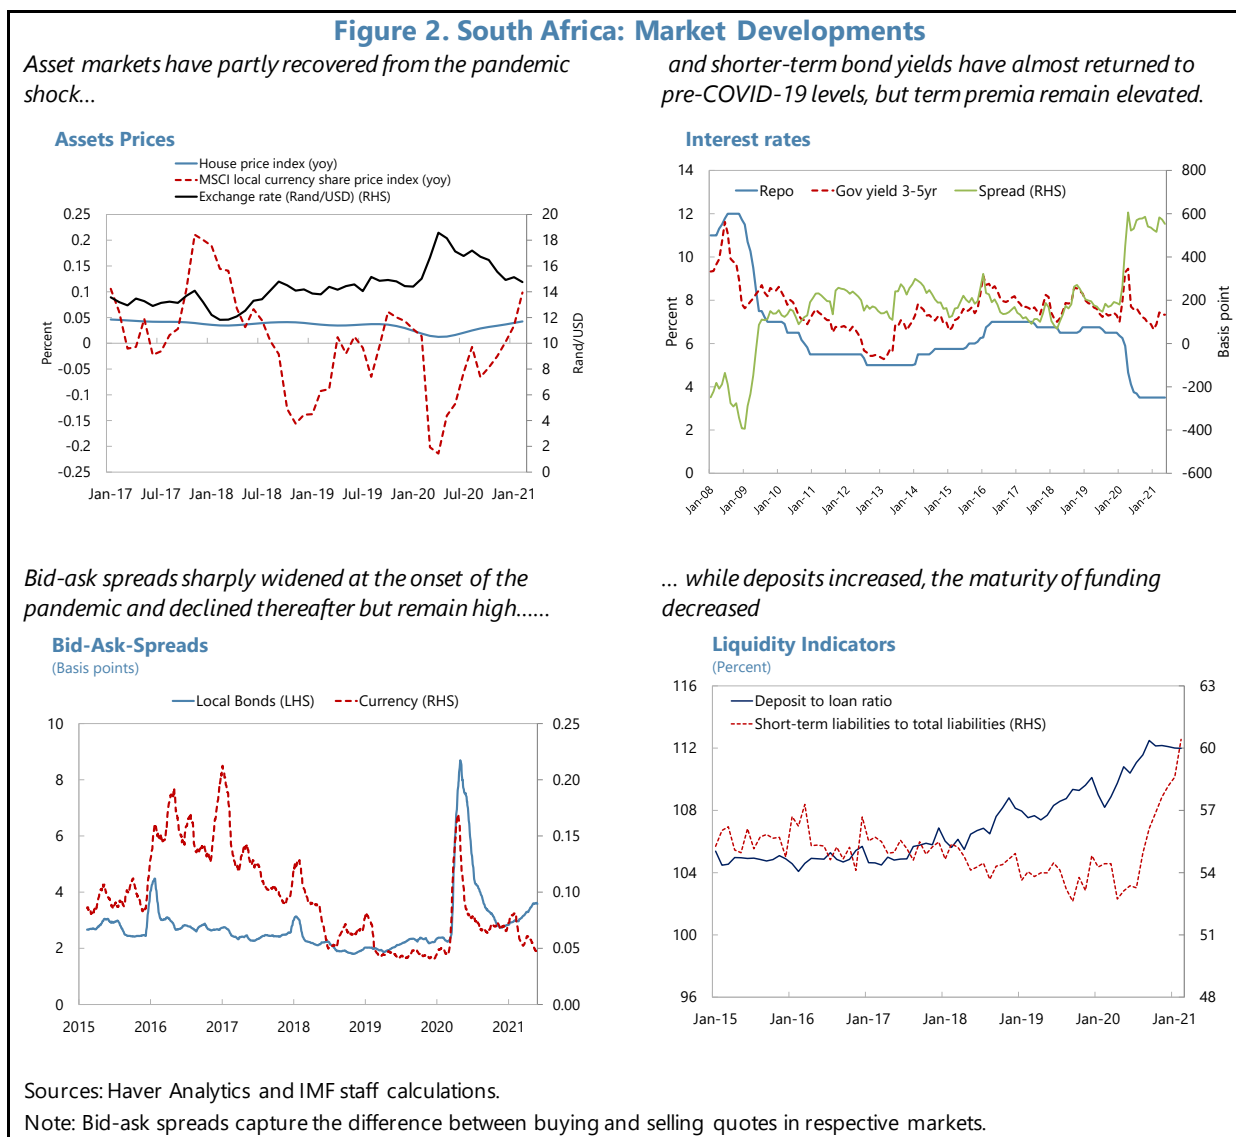 Figure 2. South Africa: Market Developments
Asset markets have partly recovered from the pandemic
shock...
Assets Prices
House price index (yoy)
MSCI local currency share price index (yoy)
Exchange rate (Rand/USD) (RHS)
0.25
0.2
0.15
0.1
0.05
0
-0.05
-0.1
-0.15
-0.2
-0.25
Percent
20
18
16
14
12
10
8
6
4
2
0
Rand/USD
Jan-17 Jul-17 Jan-18 Jul-18 Jan-19 Jul-19 Jan-20 Jul-20 Jan-21
and shorter-term bond yields have almost returned to
pre-COVID-19 levels, but term premia remain elevated.
Interest rates
Repo Gov yield 3-5yr Spread (RHS)
14
12
10
8
6
4
2
0
Percent
800
600
400
200
0
-200
-400
-600
Basis point
Jan-08 Jan-09 Jan-10 Jan-11 Jan-12 Jan-13 Jan-14 Jan-15 Jan-16 Jan-17 Jan-18 Jan-19 Jan-20 Jan-21
Bid-ask spreads sharply widened at the onset of the
pandemic and declined thereafter but remain high......
Bid-Ask-Spreads
(Basis points)
Local Bonds (LHS) Currency (RHS)
10
8
6
4
2
0
0.25
0.20
0.15
0.10
0.05
0.00
2015 2016 2017 2018 2019 2020 2021
... while deposits increased, the maturity of funding
decreased
Liquidity Indicators
(Percent)
Deposit to loan ratio
Short-term liabilities to total liabilities (RHS)
116
112
108
104
100
96
63
60
57
54
51
48
Jan-15 Jan-16 Jan-17 Jan-18 Jan-19 Jan-20 Jan-21
Sources: Haver Analytics and IMF staff calculations.
Note: Bid-ask spreads capture the difference between buying and selling quotes in respective markets.